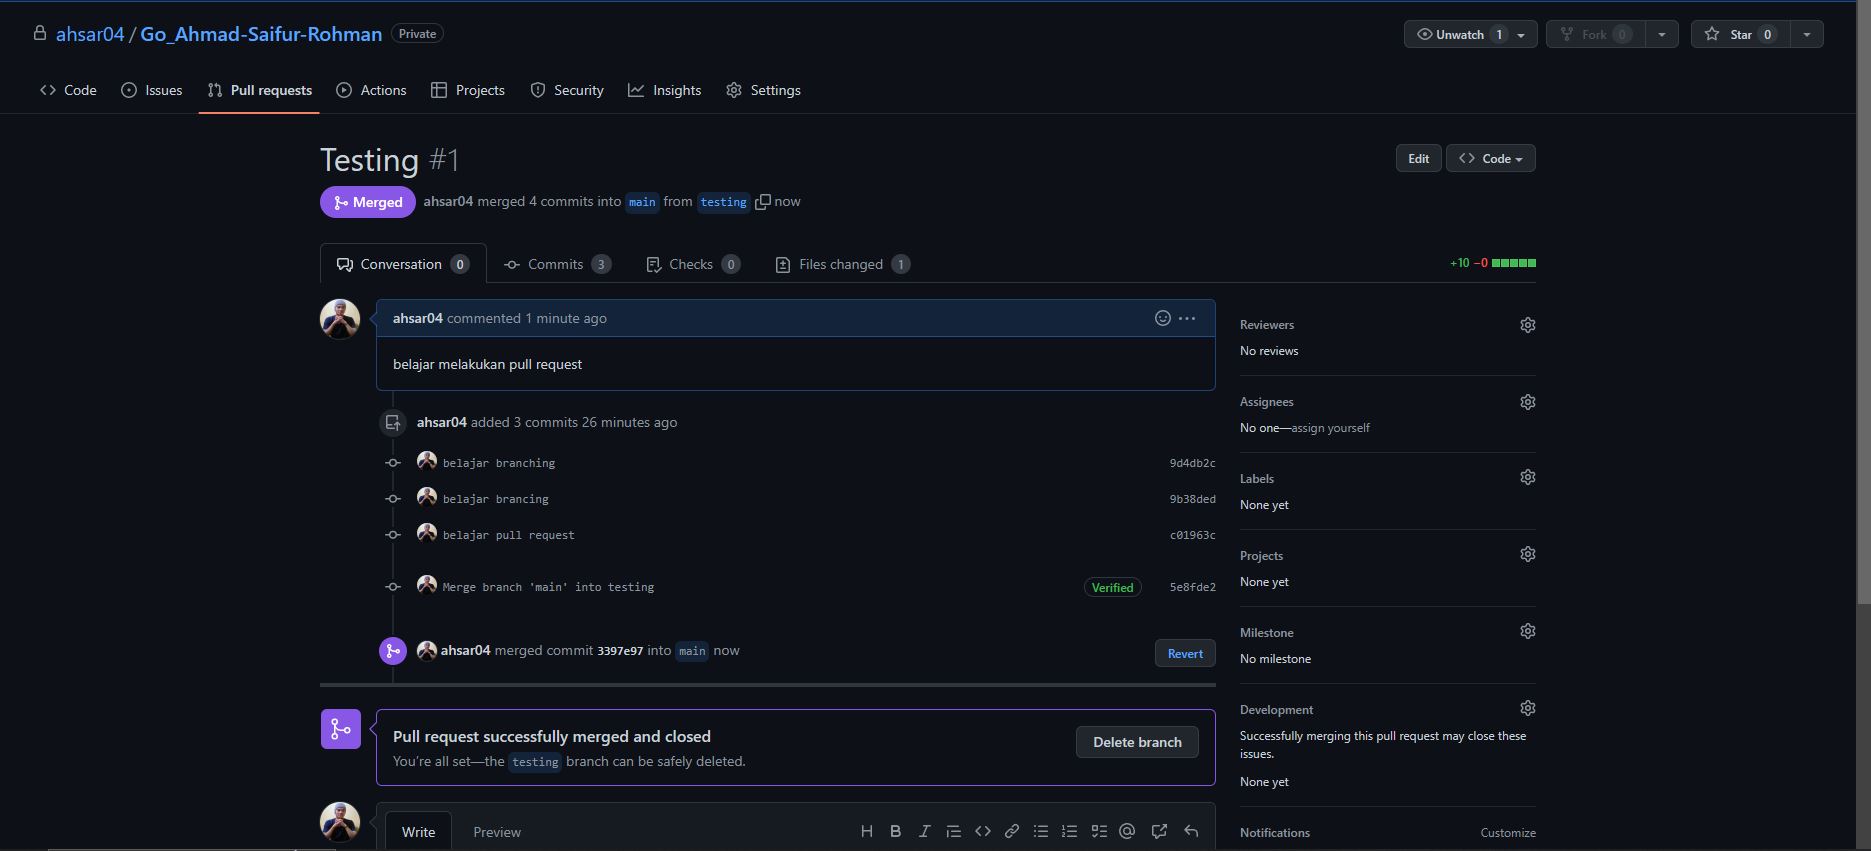 ahsar04 / Go_Ahmad-Saifur-Rohman Private
Unwatch 1 Fork 0 Star 0
Code Issues Pull requests Actions Projects Security Insights Settings
Testing #1
Edit Code
Merged ahsar04 merged 4 commits into main from testing now
Conversation 0 Commits 3 Checks 0 Files changed 1
+10 −0
ahsar04 commented 1 minute ago
belajar melakukan pull request
ahsar04 added 3 commits 26 minutes ago
belajar branching 9d4db2c
belajar brancing 9b38ded
belajar pull request c01963c
Merge branch 'main' into testing Verified 5e8fde2
ahsar04 merged commit 3397e97 into main now Revert
Pull request successfully merged and closed
You're all set—the testing branch can be safely deleted.
Delete branch
Write Preview
Reviewers
No reviews
Assignees
No one—assign yourself
Labels
None yet
Projects
None yet
Milestone
No milestone
Development
Successfully merging this pull request may close these
issues.
None yet
Notifications Customize